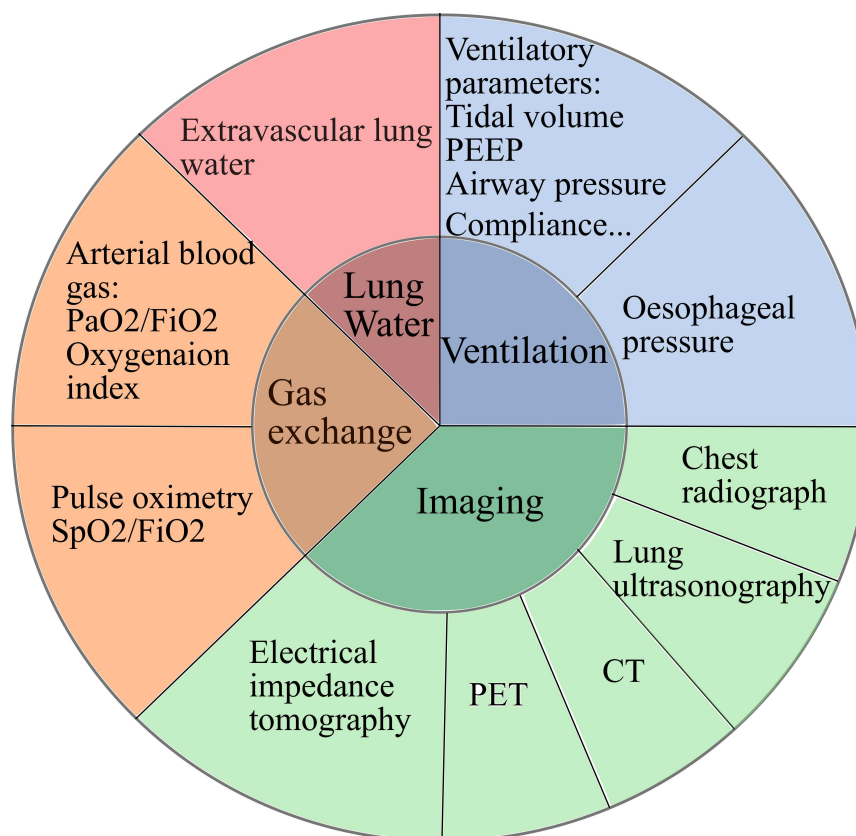 Ventilatory
parameters:
Tidal volume
PEEP
Airway pressure
Compliance...
Extravascular lung
water
Arterial blood
gas:
PaO2/FiO2
Oxygenaion
index
Lung
Water
Ventilation
Oesophageal
pressure
Gas
exchange
Imaging
Chest
radiograph
Pulse oximetry
SpO2/FiO2
Lung
ultrasonography
Electrical
impedance
tomography
PET
CT